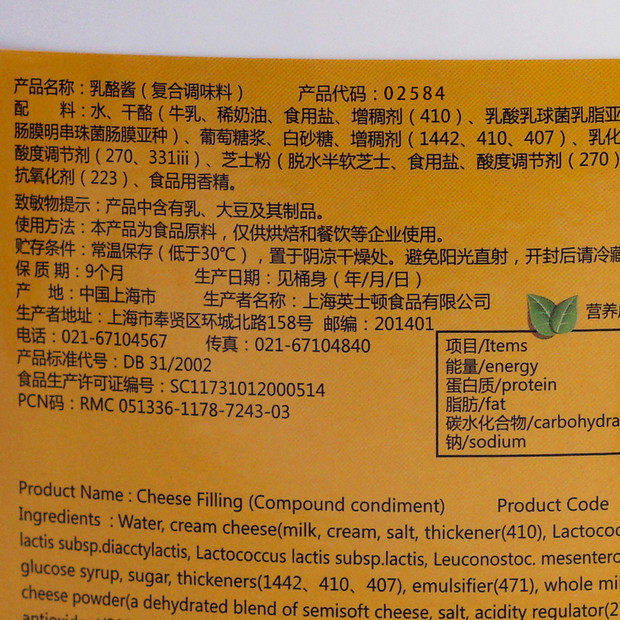 产品名称：乳酪酱（复合调味料） 产品代码：02584
配 料：水、干酪（牛乳、稀奶油、食用盐、增稠剂（410）、乳酸乳球菌乳脂亚
肠膜明串珠菌肠膜亚种）、葡萄糖浆、白砂糖、增稠剂（1442、410、407）、乳化
酸度调节剂（270、331iii）、芝士粉（脱水半软芝士、食用盐、酸度调节剂（270）
抗氧化剂（223）、食品用香精。
致敏物提示：产品中含有乳、大豆及其制品。
使用方法：本产品为食品原料，仅供烘焙和餐饮等企业使用。
贮存条件：常温保存（低于30℃），置于阴凉干燥处。避免阳光直射，开封后请冷藏
保 质 期：9个月 生产日期：见桶身（年/月/日）
产 地：中国上海市 生产者名称：上海英士顿食品有限公司
生产者地址：上海市奉贤区环城北路158号 邮编：201401
电话：021-67104567 传真：021-67104840
产品标准代号：DB 31/2002
食品生产许可证编号：SC11731012000514
PCN码：RMC 051336-1178-7243-03
营养
项目/Items
能量/energy
蛋白质/protein
脂肪/fat
碳水化合物/carbohydra
钠/sodium
Product Name : Cheese Filling (Compound condiment) Product Code
Ingredients : Water, cream cheese(milk, cream, salt, thickener(410), Lactococ
lactis subsp.diacctylactis, Lactococcus lactis subsp.lactis, Leuconostoc. mesentero
glucose syrup, sugar, thickeners(1442、410、407), emulsifier(471), whole mil
cheese powder(a dehydrated blend of semisoft cheese, salt, acidity regulator(2